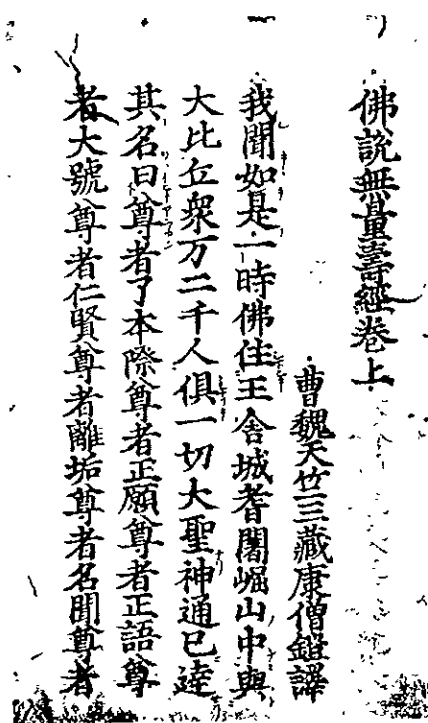 佛説無量壽經卷上
曹魏天竺三藏康僧鎧譯
我聞如是一時佛住王舍城耆闍崛山中與
大比丘衆万二千人俱一切大聖神通已達
其名曰尊者了本際尊者正願尊者正語尊
者大號尊者仁賢尊者離垢尊者名聞尊者